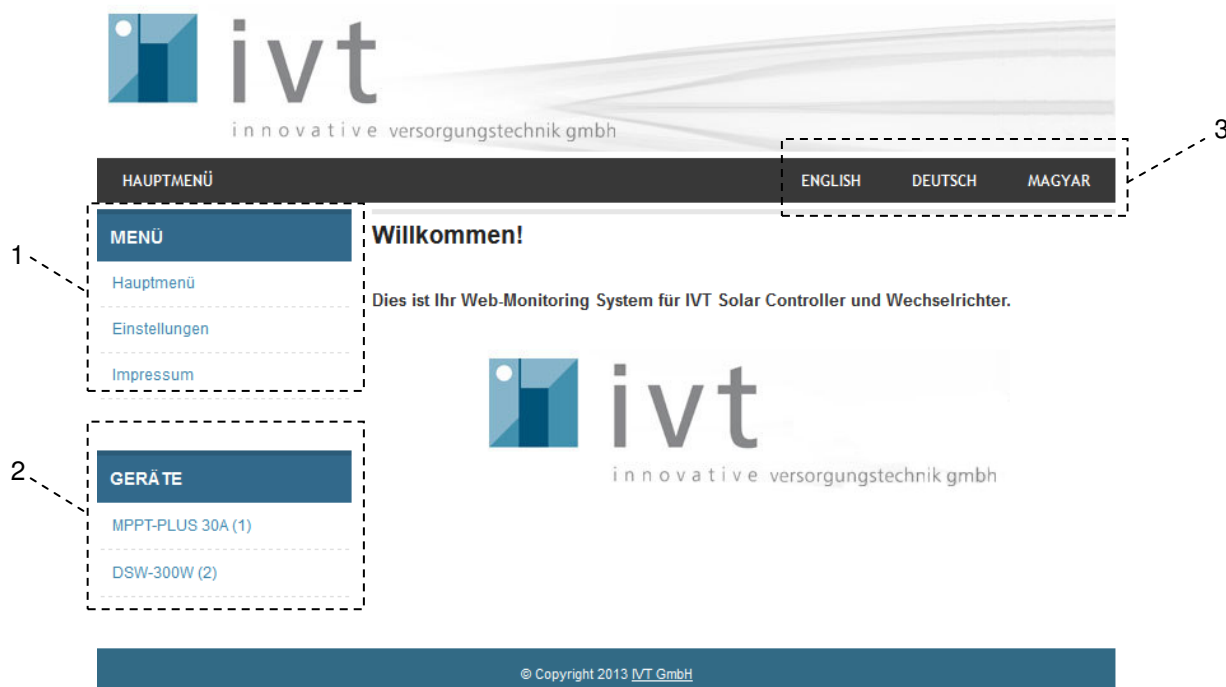 ivt
innovative versorgungstechnik gmbh
3
HAUPTMENÜ ENGLISH DEUTSCH MAGYAR
1
MENÜ
Hauptmenü
Einstellungen
Impressum
2
GERÄTE
MPPT-PLUS 30A (1)
DSW-300W (2)
Willkommen!
Dies ist Ihr Web-Monitoring System für IVT Solar Controller und Wechselrichter.
ivt
innovative versorgungstechnik gmbh
© Copyright 2013 IVT GmbH